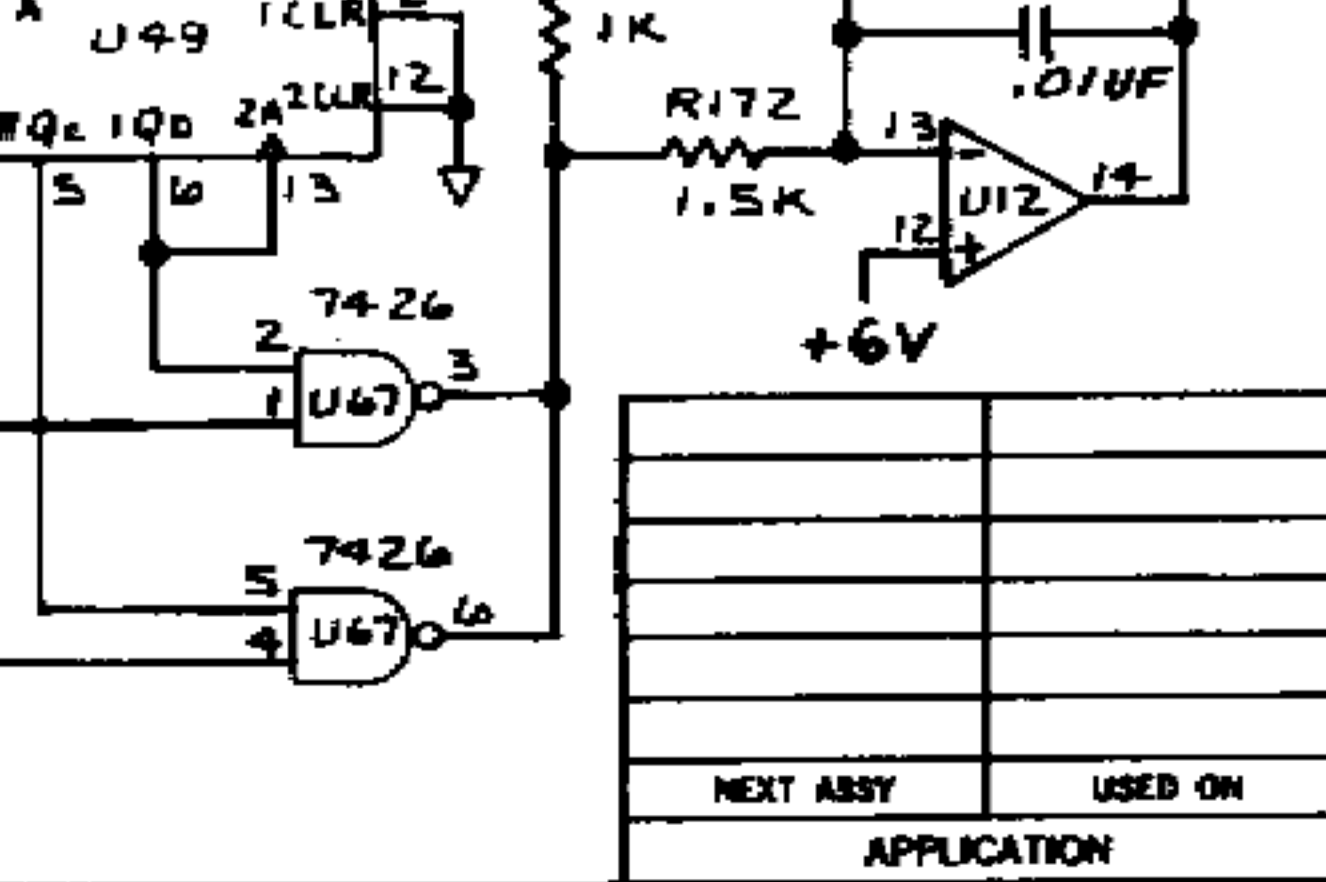 U49
1CLR
1K
.01UF
12
2CLR
2A
R172
13
QC 1QD
5
6
13
1.5K
U12
14
12
+6V
7426
2
3
1
U67
7426
5
6
4
U67
NEXT ASSY
USED ON
APPLICATION